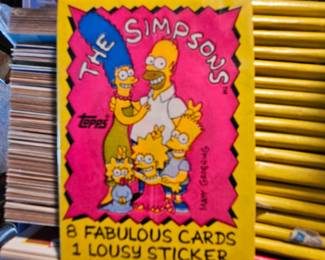 THE SIMPSONS
TOPPS
MATT GROENING
8 FABULOUS CARDS
1 LOUSY STICKER